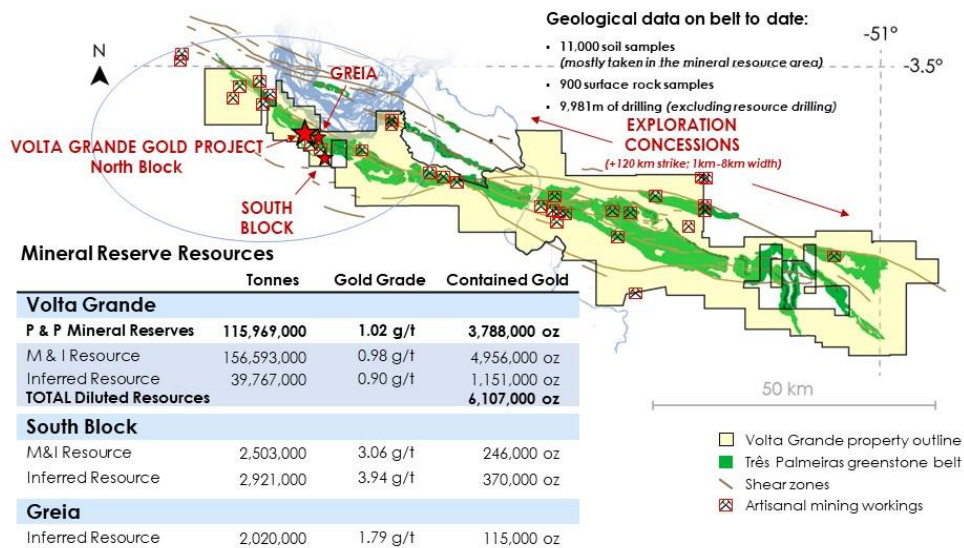 Geological data on belt to date:
▪ 11,000 soil samples
(mostly taken in the mineral resource area)
▪ 900 surface rock samples
▪ 9,981m of drilling (excluding resource drilling)
-51°
-3.5°
N
GREIA
EXPLORATION
CONCESSIONS
(+120 km strike; 1km-8km width)
VOLTA GRANDE GOLD PROJECT
North Block
SOUTH
BLOCK
Mineral Reserve Resources
Tonnes Gold Grade Contained Gold
Volta Grande
P & P Mineral Reserves 115,969,000 1.02 g/t 3,788,000 oz
M & I Resource 156,593,000 0.98 g/t 4,956,000 oz
Inferred Resource 39,767,000 0.90 g/t 1,151,000 oz
TOTAL Diluted Resources 6,107,000 oz
South Block
M&I Resource 2,503,000 3.06 g/t 246,000 oz
Inferred Resource 2,921,000 3.94 g/t 370,000 oz
Greia
Inferred Resource 2,020,000 1.79 g/t 115,000 oz
50 km
Volta Grande property outline
Três Palmeiras greenstone belt
Shear zones
Artisanal mining workings